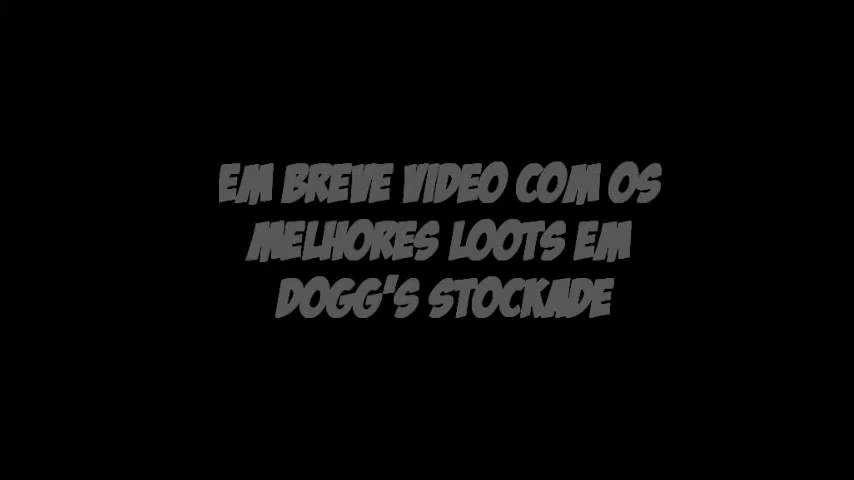 EM BREVE VIDEO COM OS
MELHORES LOOTS EM
DOGG'S STOCKADE